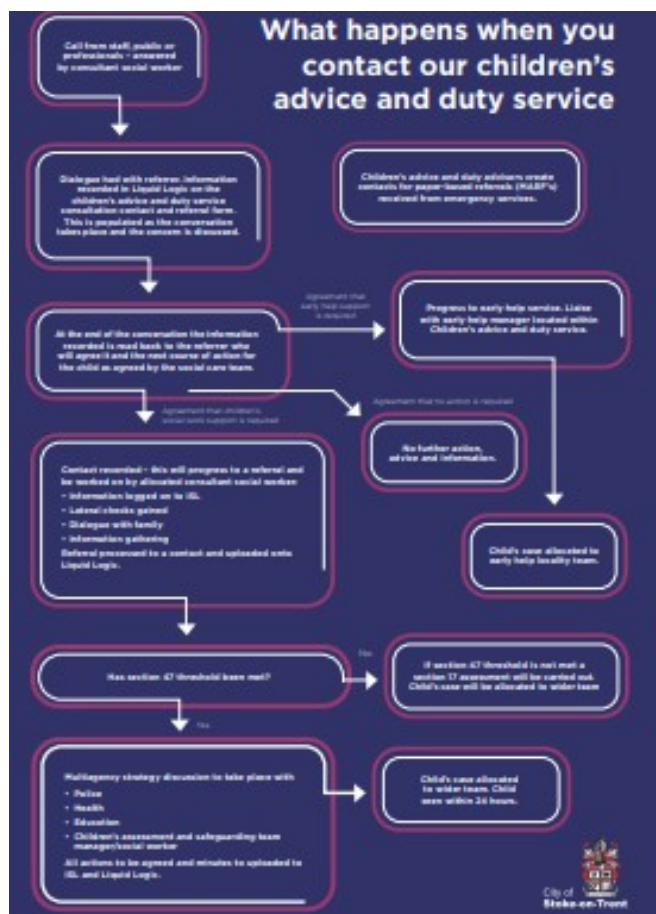 What happens when you
contact our children's
advice and duty service
Call from staff, public or
professionals - answered
by consultant social worker
Dialogue had with referrer. Information
recorded in Liquid Logic on the
children's advice and duty service
consultation contact and referral form.
This is populated as the conversation
takes place and the concern is discussed.
Children's advice and duty advisors create
contacts for paper-based referrals (MARF's)
received from emergency services.
At the end of the conversation the information
recorded is read back to the referrer who
will agree it and the next course of action for
the child as agreed by the social care team.
Agreement that
early help support
is required
Progress to early help service. Liaise
with early help manager located within
Children's advice and duty service.
Agreement that children's
social work support is required
Agreement that no action is required
No further action,
advice and information.
Contact recorded - this will progress to a referral and
be worked on by allocated consultant social worker
• Information logged on to ISL
• Lateral checks gained
• Dialogue with family
• Information gathering
Referral processed to a contact and uploaded onto
Liquid Logic.
Child's case allocated to
early help locality team.
Has section 47 threshold been met?
No
If section 47 threshold is not met a
section 17 assessment will be carried out.
Child's case will be allocated to wider team
Yes
Multiagency strategy discussion to take place with
• Police
• Health
• Education
• Children's assessment and safeguarding team
manager/social worker
All actions to be agreed and minutes to uploaded to
ISL and Liquid Logic.
Child's case allocated
to wider team. Child
seen within 24 hours.
City of
Stoke-on-Trent